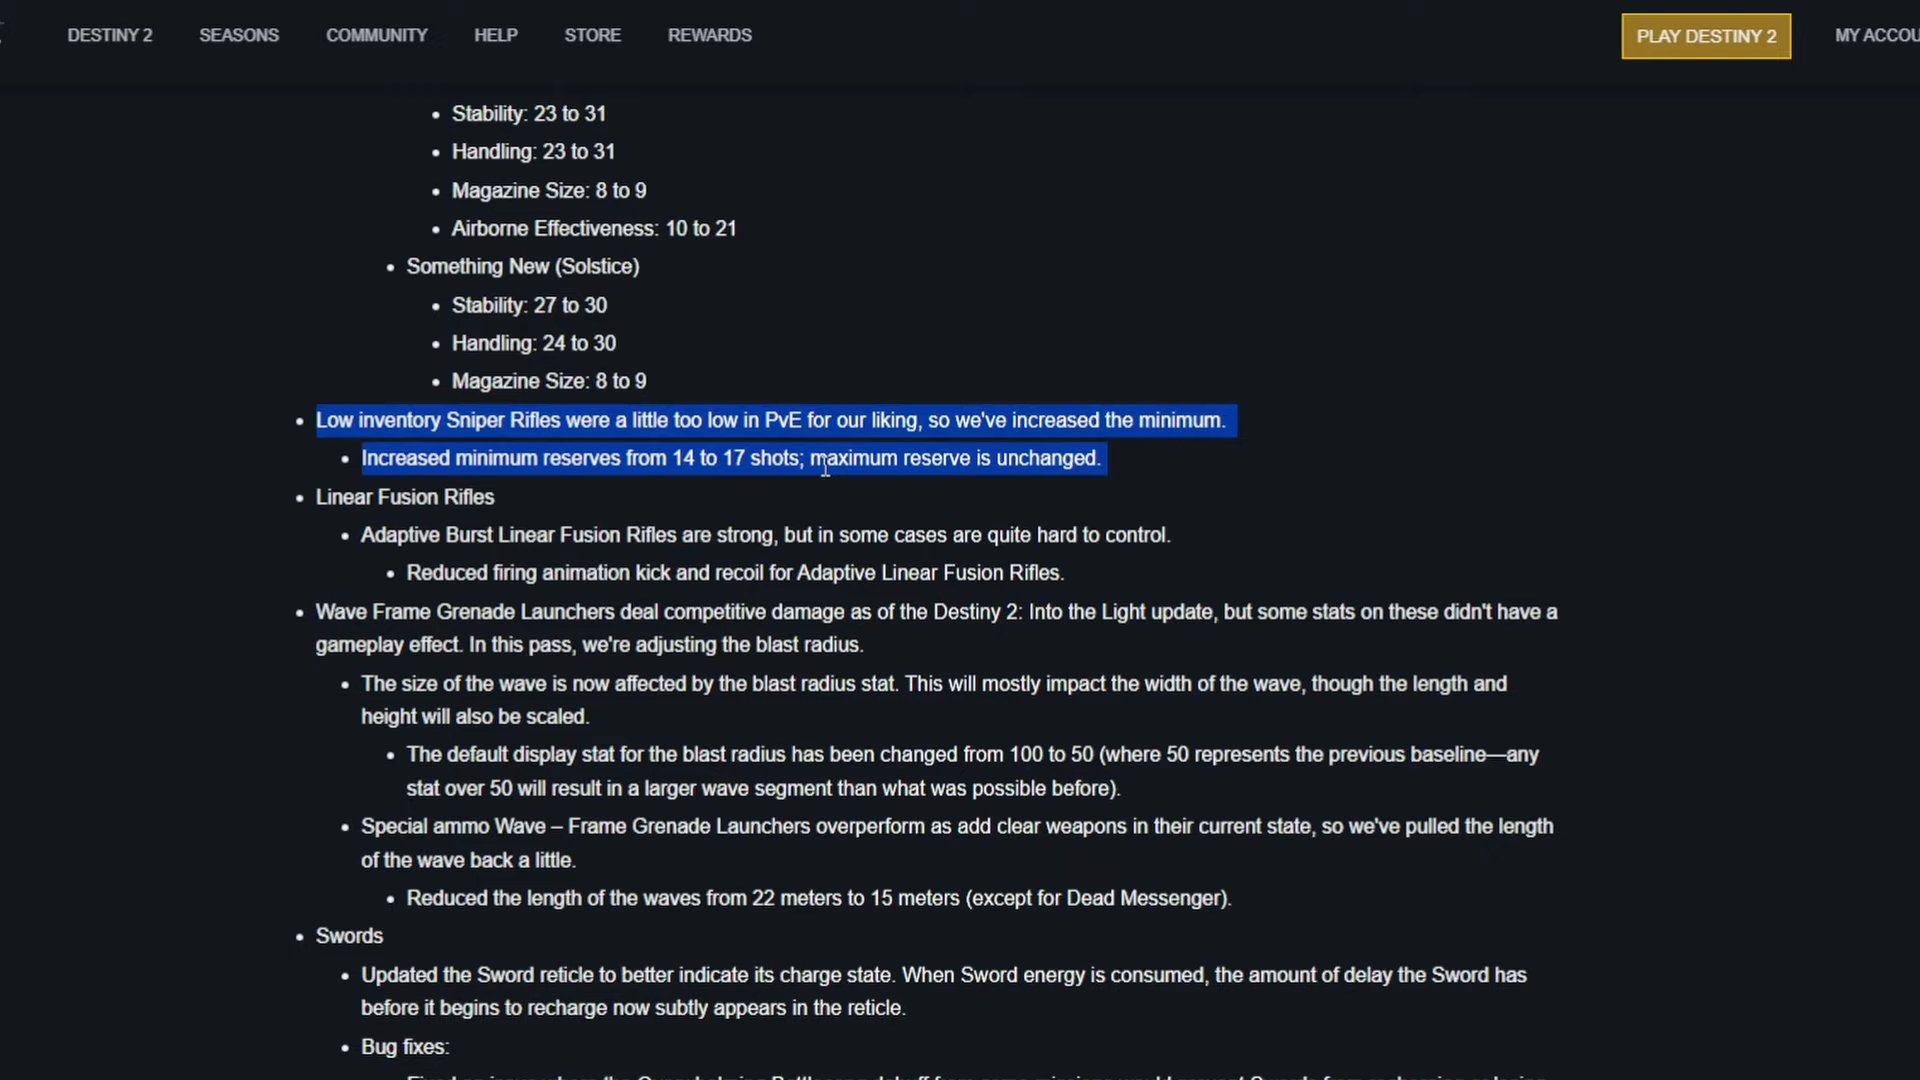 DESTINY 2 SEASONS COMMUNITY HELP STORE REWARDS PLAY DESTINY 2 MY ACCOU
• Stability: 23 to 31
• Handling: 23 to 31
• Magazine Size: 8 to 9
• Airborne Effectiveness: 10 to 21
• Something New (Solstice)
• Stability: 27 to 30
• Handling: 24 to 30
• Magazine Size: 8 to 9
• Low inventory Sniper Rifles were a little too low in PvE for our liking, so we've increased the minimum.
• Increased minimum reserves from 14 to 17 shots; maximum reserve is unchanged.
• Linear Fusion Rifles
• Adaptive Burst Linear Fusion Rifles are strong, but in some cases are quite hard to control.
• Reduced firing animation kick and recoil for Adaptive Linear Fusion Rifles.
• Wave Frame Grenade Launchers deal competitive damage as of the Destiny 2: Into the Light update, but some stats on these didn't have a
gameplay effect. In this pass, we're adjusting the blast radius.
• The size of the wave is now affected by the blast radius stat. This will mostly impact the width of the wave, though the length and
height will also be scaled.
• The default display stat for the blast radius has been changed from 100 to 50 (where 50 represents the previous baseline—any
stat over 50 will result in a larger wave segment than what was possible before).
• Special ammo Wave – Frame Grenade Launchers overperform as add clear weapons in their current state, so we've pulled the length
of the wave back a little.
• Reduced the length of the waves from 22 meters to 15 meters (except for Dead Messenger).
• Swords
• Updated the Sword reticle to better indicate its charge state. When Sword energy is consumed, the amount of delay the Sword has
before it begins to recharge now subtly appears in the reticle.
• Bug fixes: